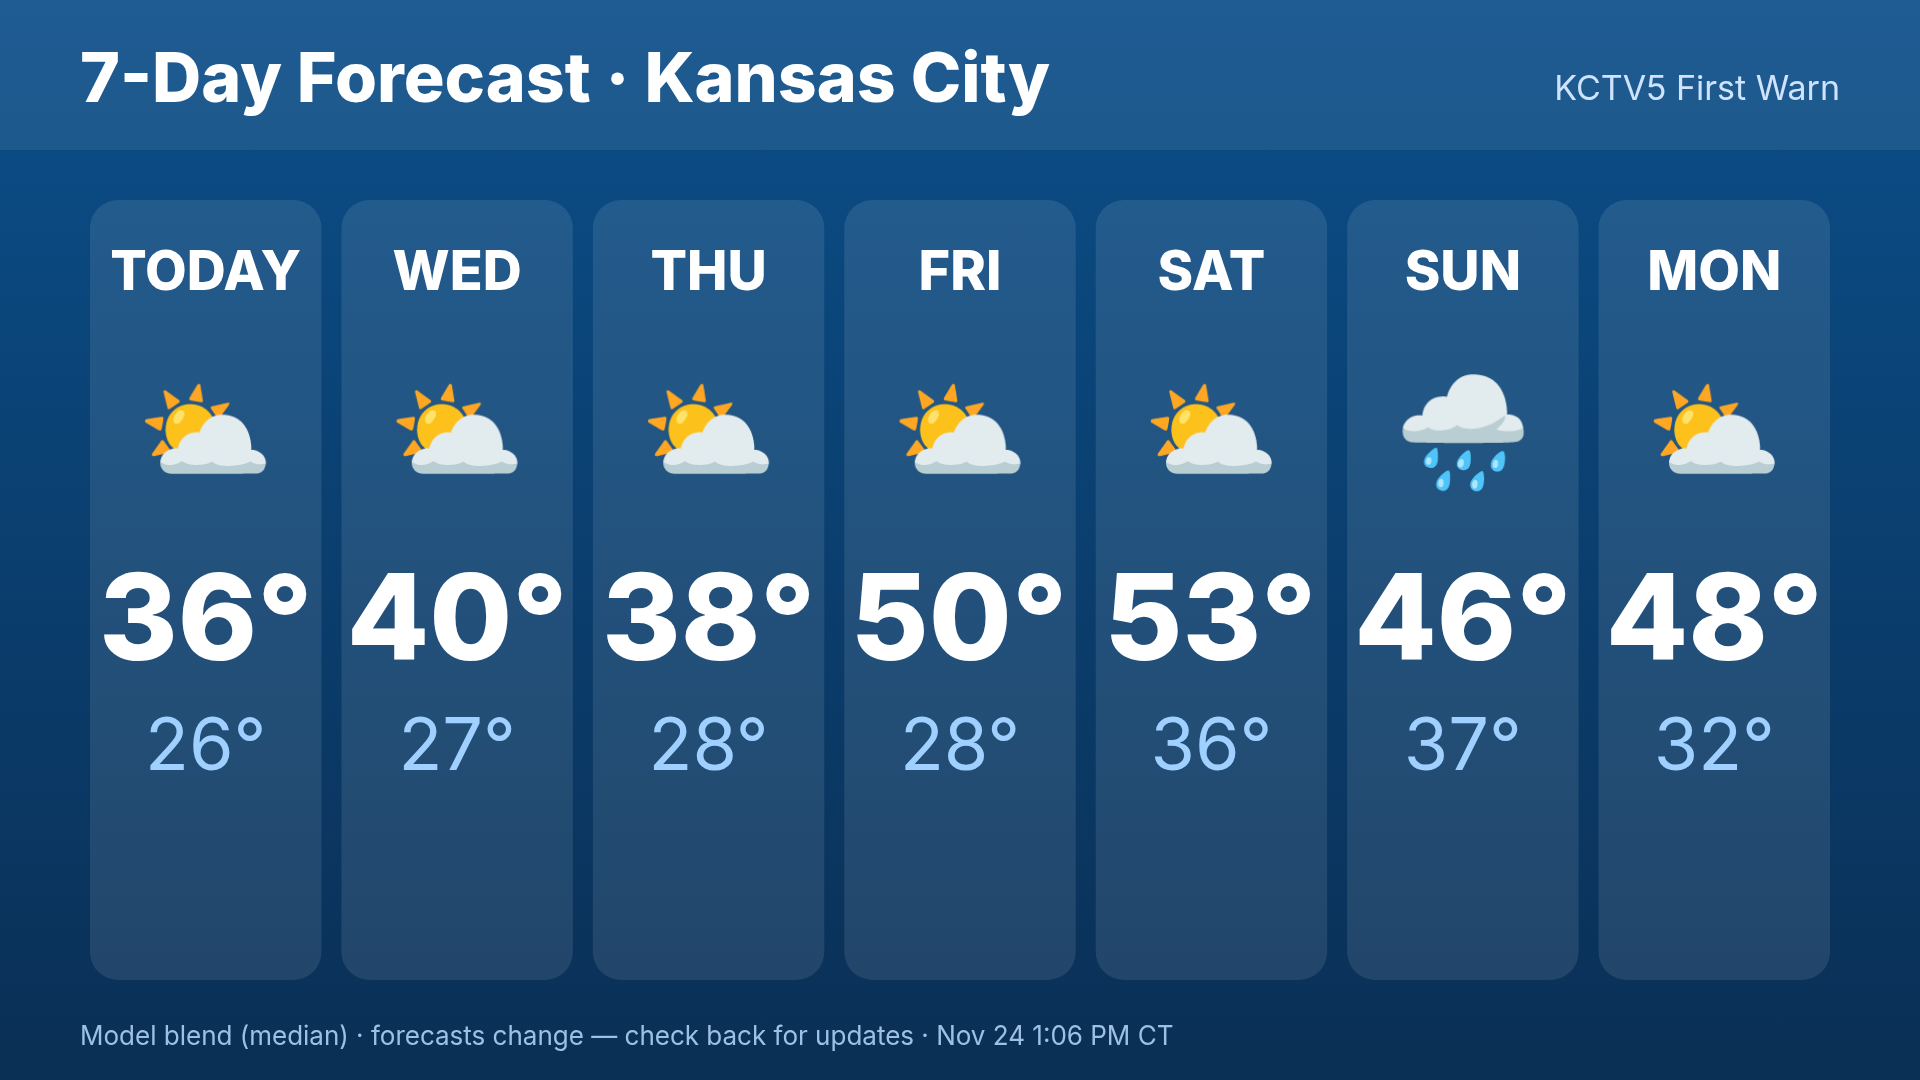 7-Day Forecast · Kansas City
KCTV5 First Warn
TODAY
WED
THU
FRI
SAT
SUN
MON
36°
40°
38°
50°
53°
46°
48°
26°
27°
28°
28°
36°
37°
32°
Model blend (median) · forecasts change — check back for updates · Nov 24 1:06 PM CT